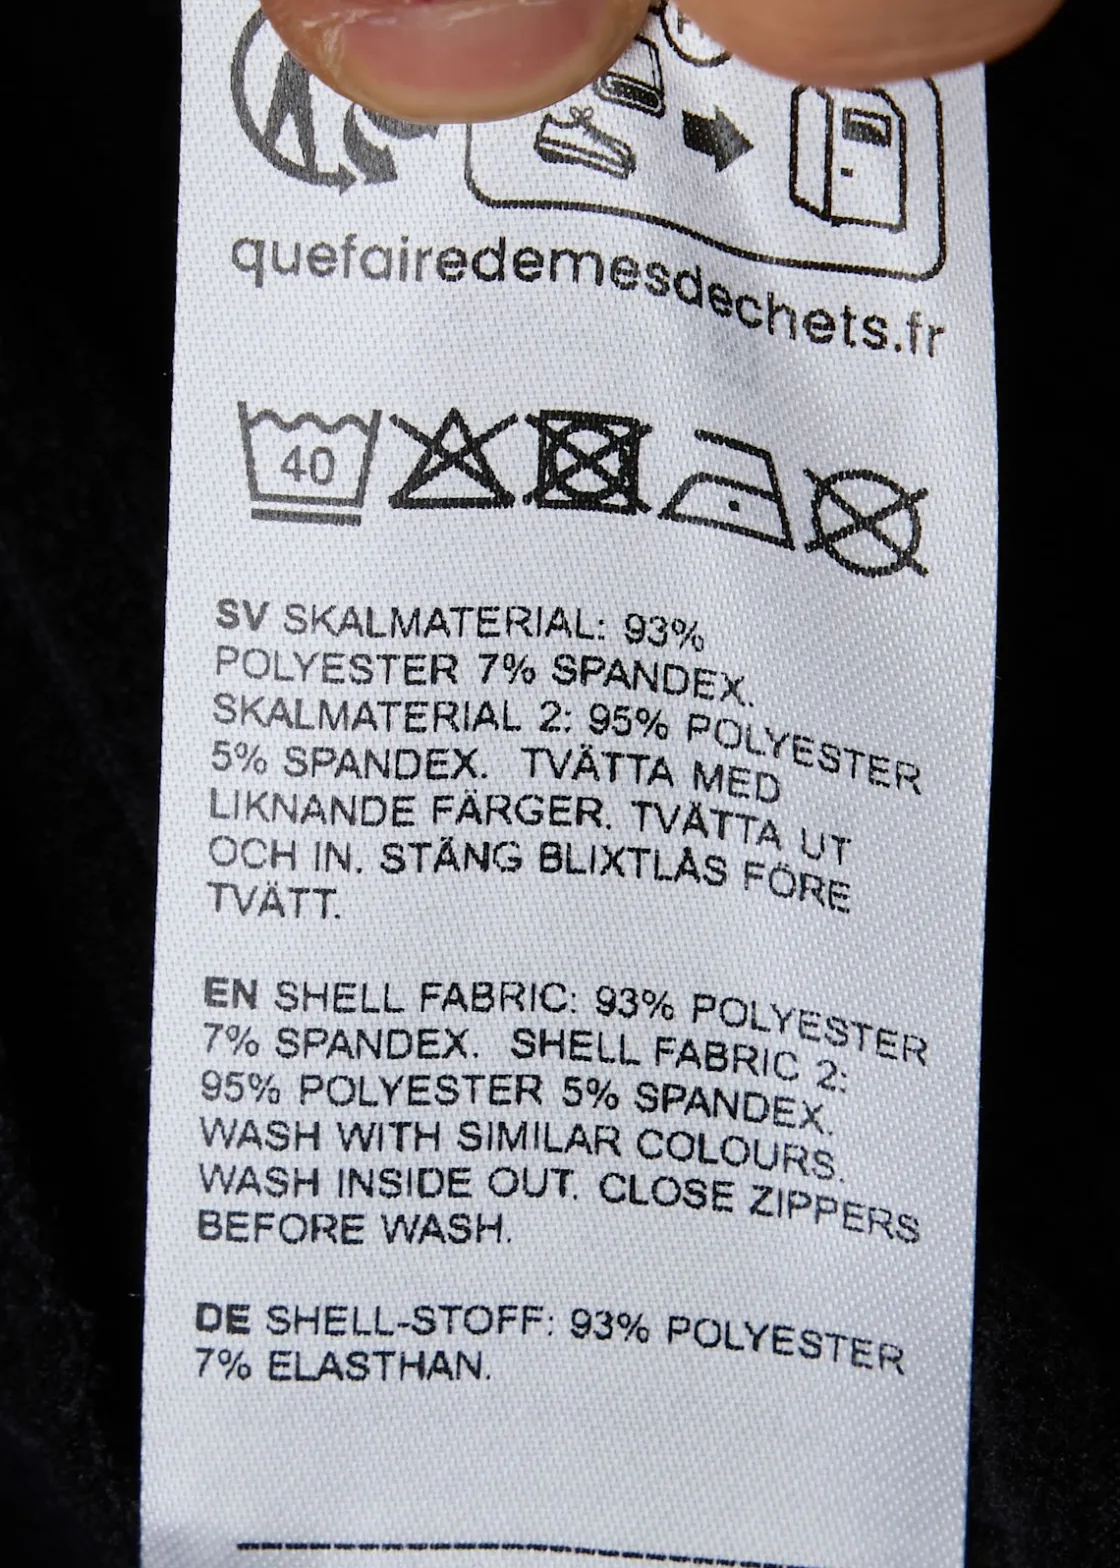 quefairedemesdechets.fr
40
SV SKALMATERIAL: 93%
POLYESTER 7% SPANDEX.
SKALMATERIAL 2: 95% POLYESTER
5% SPANDEX. TVÄTTA MED
LIKNANDE FÄRGER. TVÄTTA UT
OCH IN. STÄNG BLIXTLÅS FÖRE
TVÄTT.
EN SHELL FABRIC: 93% POLYESTER
7% SPANDEX. SHELL FABRIC 2:
95% POLYESTER 5% SPANDEX.
WASH WITH SIMILAR COLOURS.
WASH INSIDE OUT. CLOSE ZIPPERS
BEFORE WASH.
DE SHELL-STOFF: 93% POLYESTER
7% ELASTHAN.